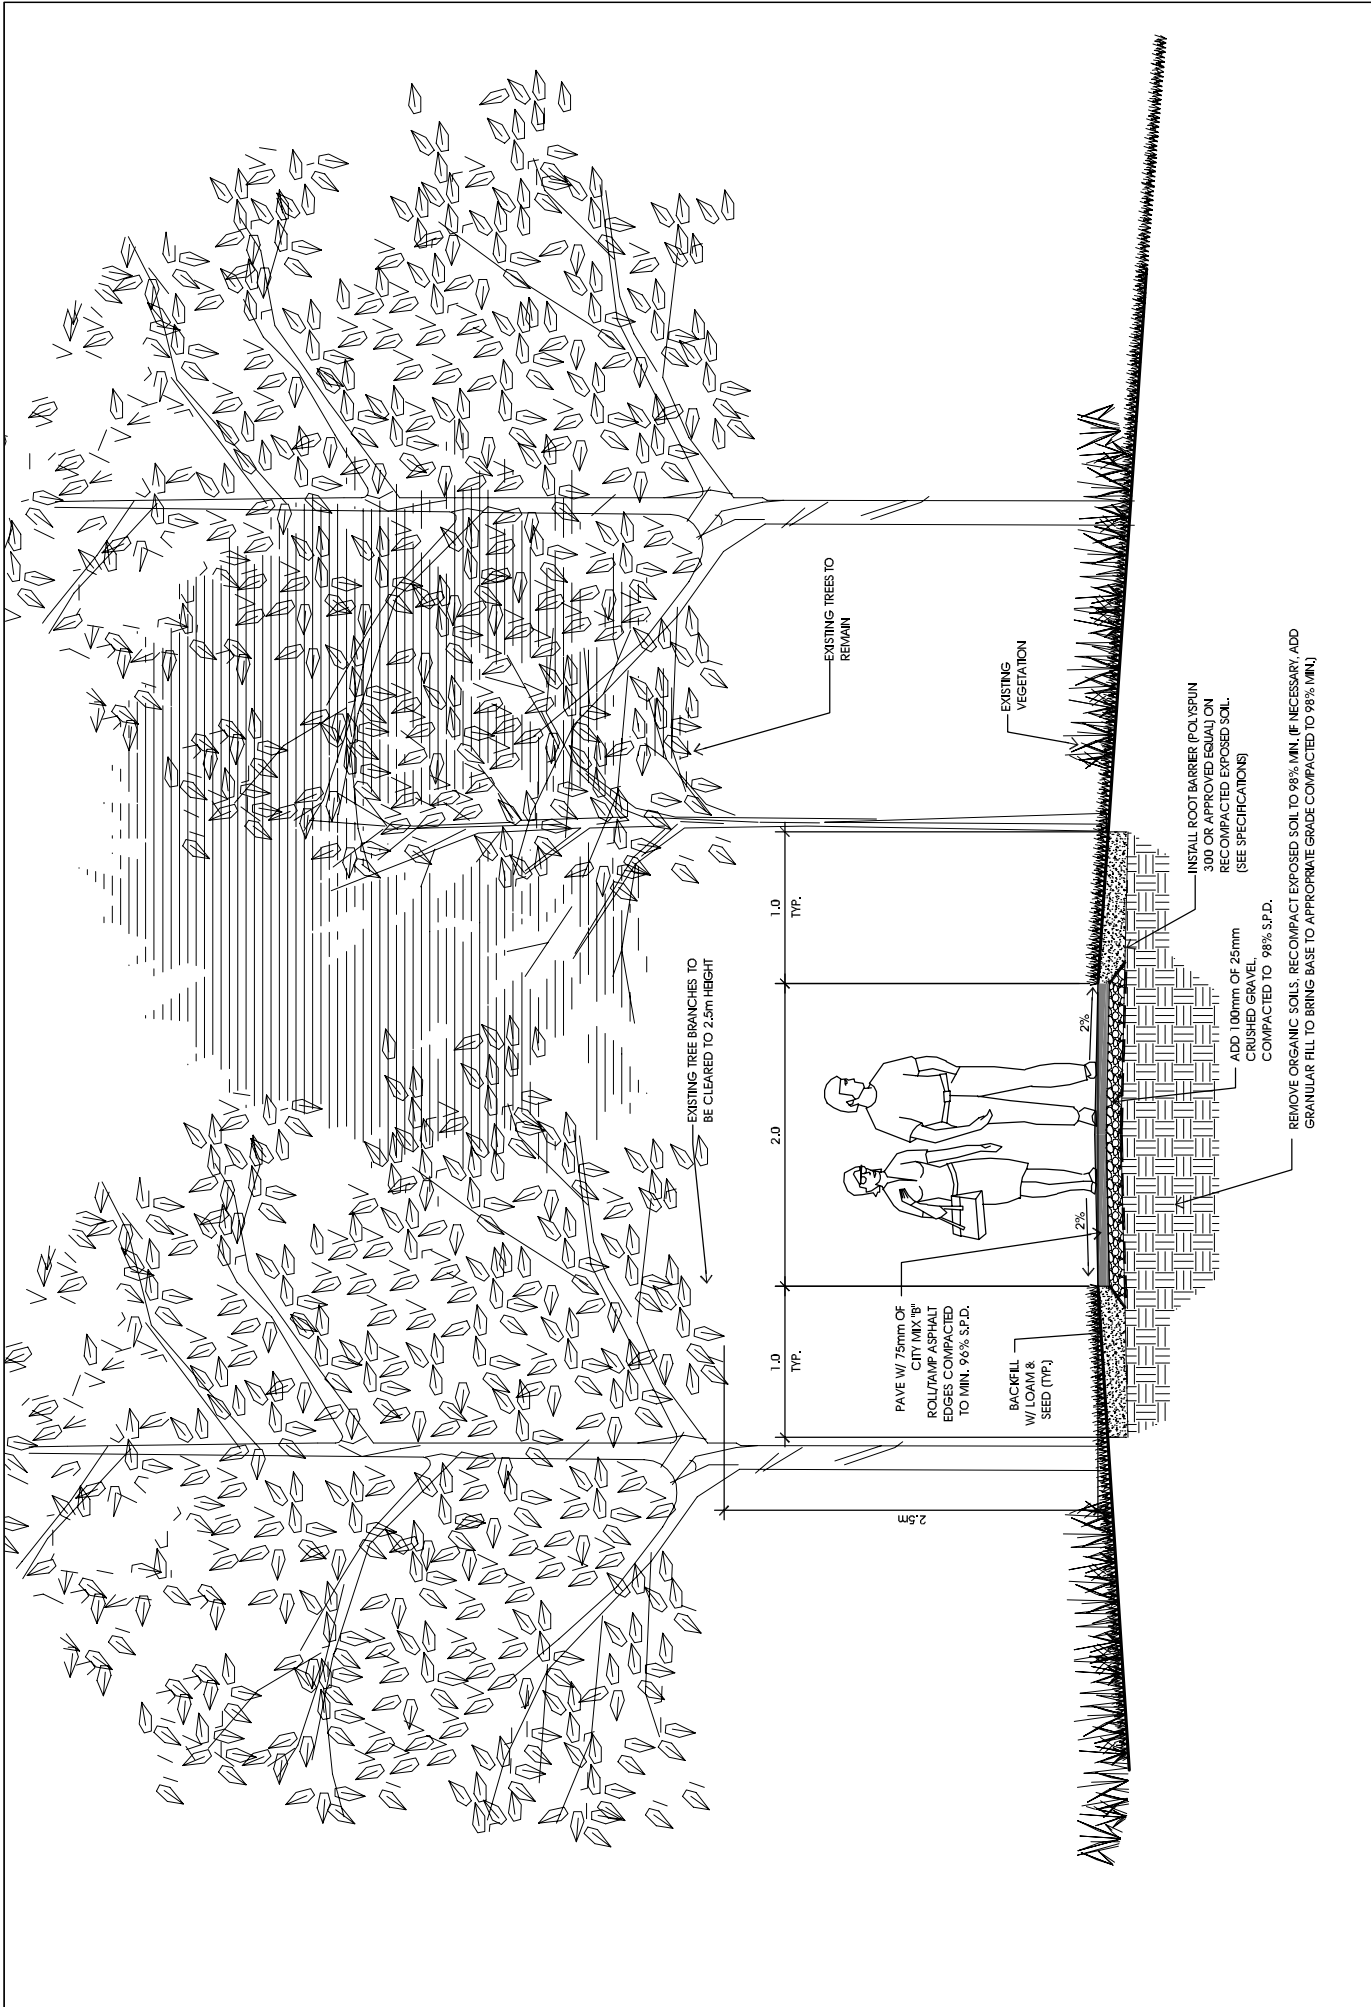 EXISTING TREE BRANCHES TO
BE CLEARED TO 2.5m HEIGHT
EXISTING TREES TO
REMAIN
1.0
TYP.
2.0
1.0
TYP.
2.5m
PAVE W/ 75mm OF
CITY MIX "B"
ROLL/TAMP ASPHALT
EDGES COMPACTED
TO MIN. 96% S.P.D.
BACKFILL
W/ LOAM &
SEED (TYP.)
2%
2%
EXISTING
VEGETATION
INSTALL ROOT BARRIER (POLYSPUN
300 OR APPROVED EQUAL) ON
RECOMPACTED EXPOSED SOIL.
(SEE SPECIFICATIONS)
ADD 100mm OF 25mm
CRUSHED GRAVEL,
COMPACTED TO 98% S.P.D.
REMOVE ORGANIC SOILS, RECOMPACT EXPOSED SOIL TO 98% MIN. (IF NECESSARY, ADD
GRANULAR FILL TO BRING BASE TO APPROPRIATE GRADE COMPACTED TO 98% MIN.)